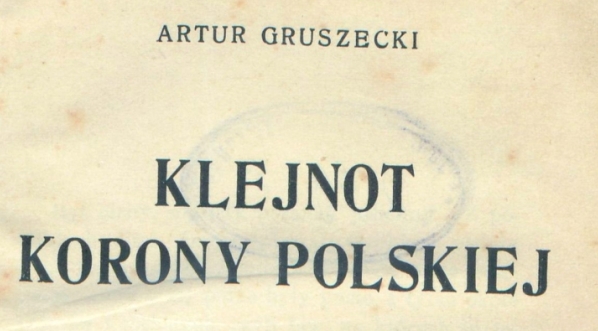 ARTUR GRUSZECKI
KLEJNOT
KORONY POLSKIEJ